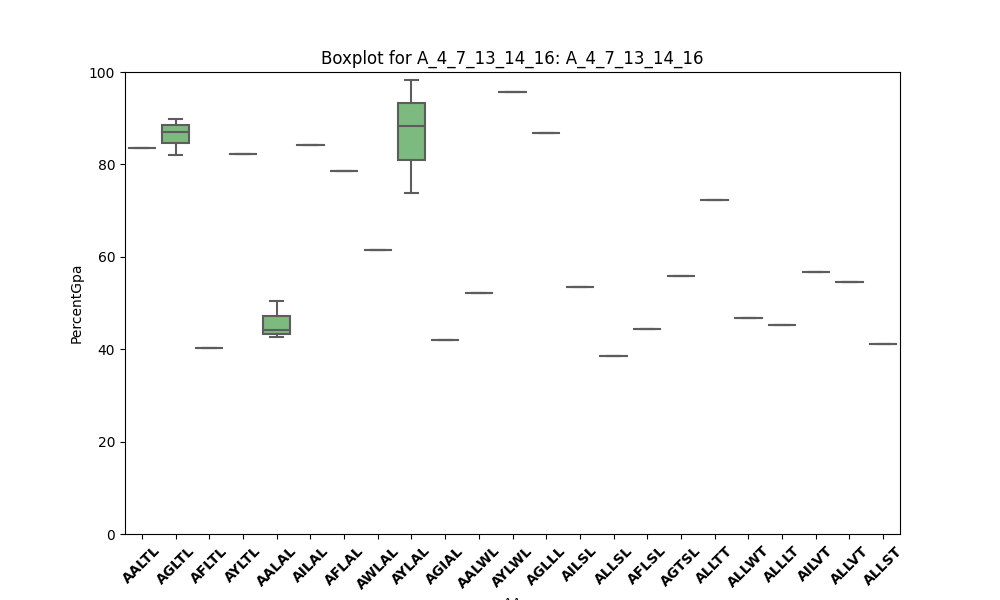 Boxplot for A_4_7_13_14_16: A_4_7_13_14_16
100
80
60
40
20
0
PercentGpa
AALTL
AGLTL
AFLTL
AYLTL
AALAL
AILAL
AFLAL
AWLAL
AYLAL
AGIAL
AALWL
AYLWL
AGLLL
AILSL
ALLSL
AFLSL
AGTSL
ALLTT
ALLWT
ALLLT
AILVT
ALLVT
ALLST